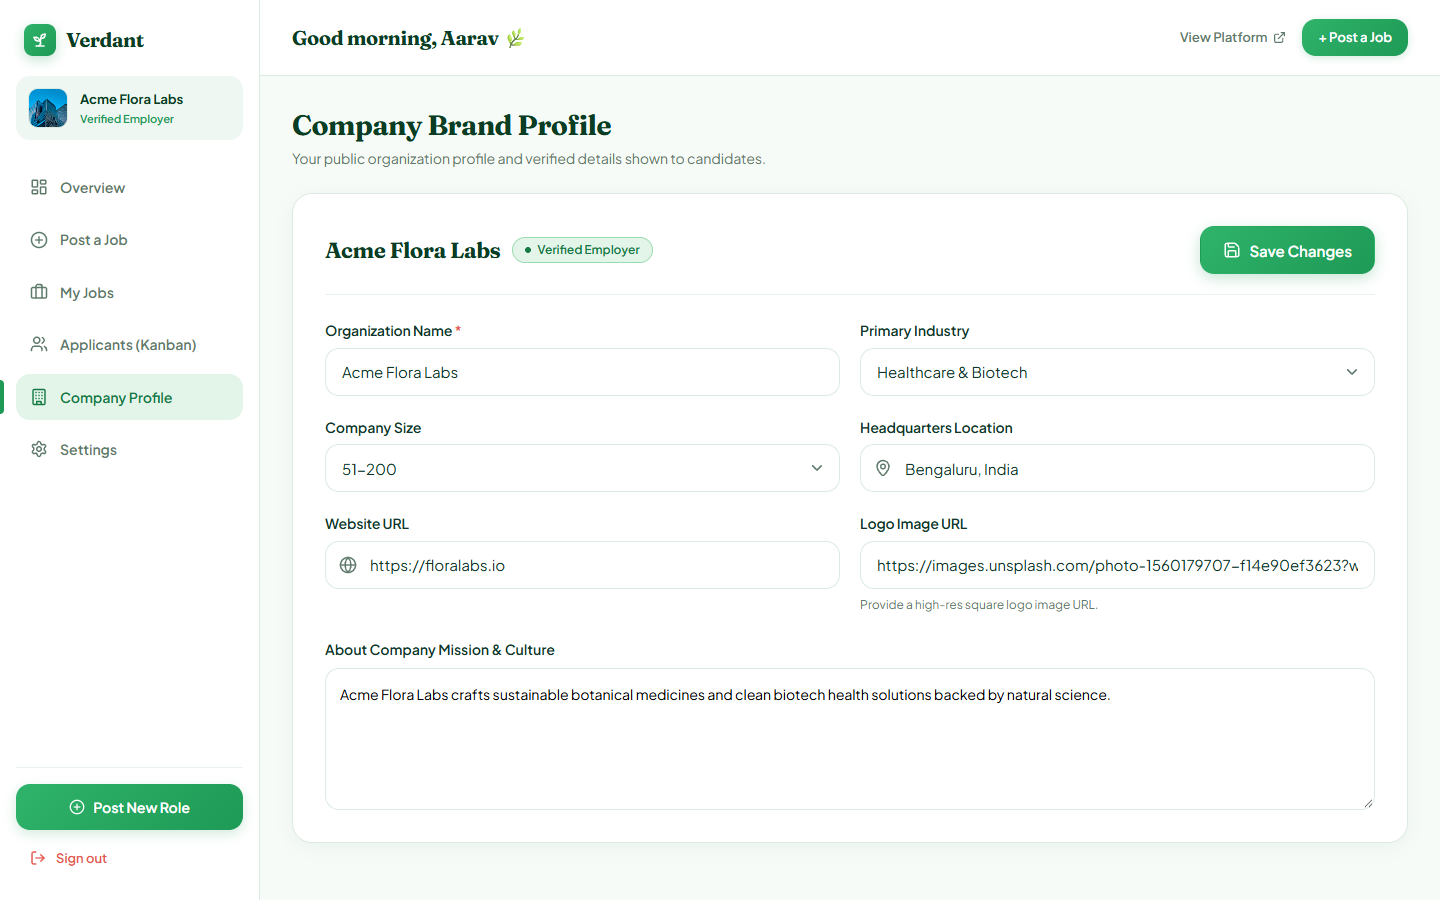 Verdant
Acme Flora Labs
Verified Employer
Overview
Post a Job
My Jobs
Applicants (Kanban)
Company Profile
Settings
Post New Role
Sign out
Good morning, Aarav 🌿
View Platform
+ Post a Job
Company Brand Profile
Your public organization profile and verified details shown to candidates.
Acme Flora Labs
Verified Employer
Save Changes
Organization Name *
Acme Flora Labs
Primary Industry
Healthcare & Biotech
Company Size
51–200
Headquarters Location
Bengaluru, India
Website URL
https://floralabs.io
Logo Image URL
https://images.unsplash.com/photo-1560179707-f14e90ef3623?w
Provide a high-res square logo image URL.
About Company Mission & Culture
Acme Flora Labs crafts sustainable botanical medicines and clean biotech health solutions backed by natural science.